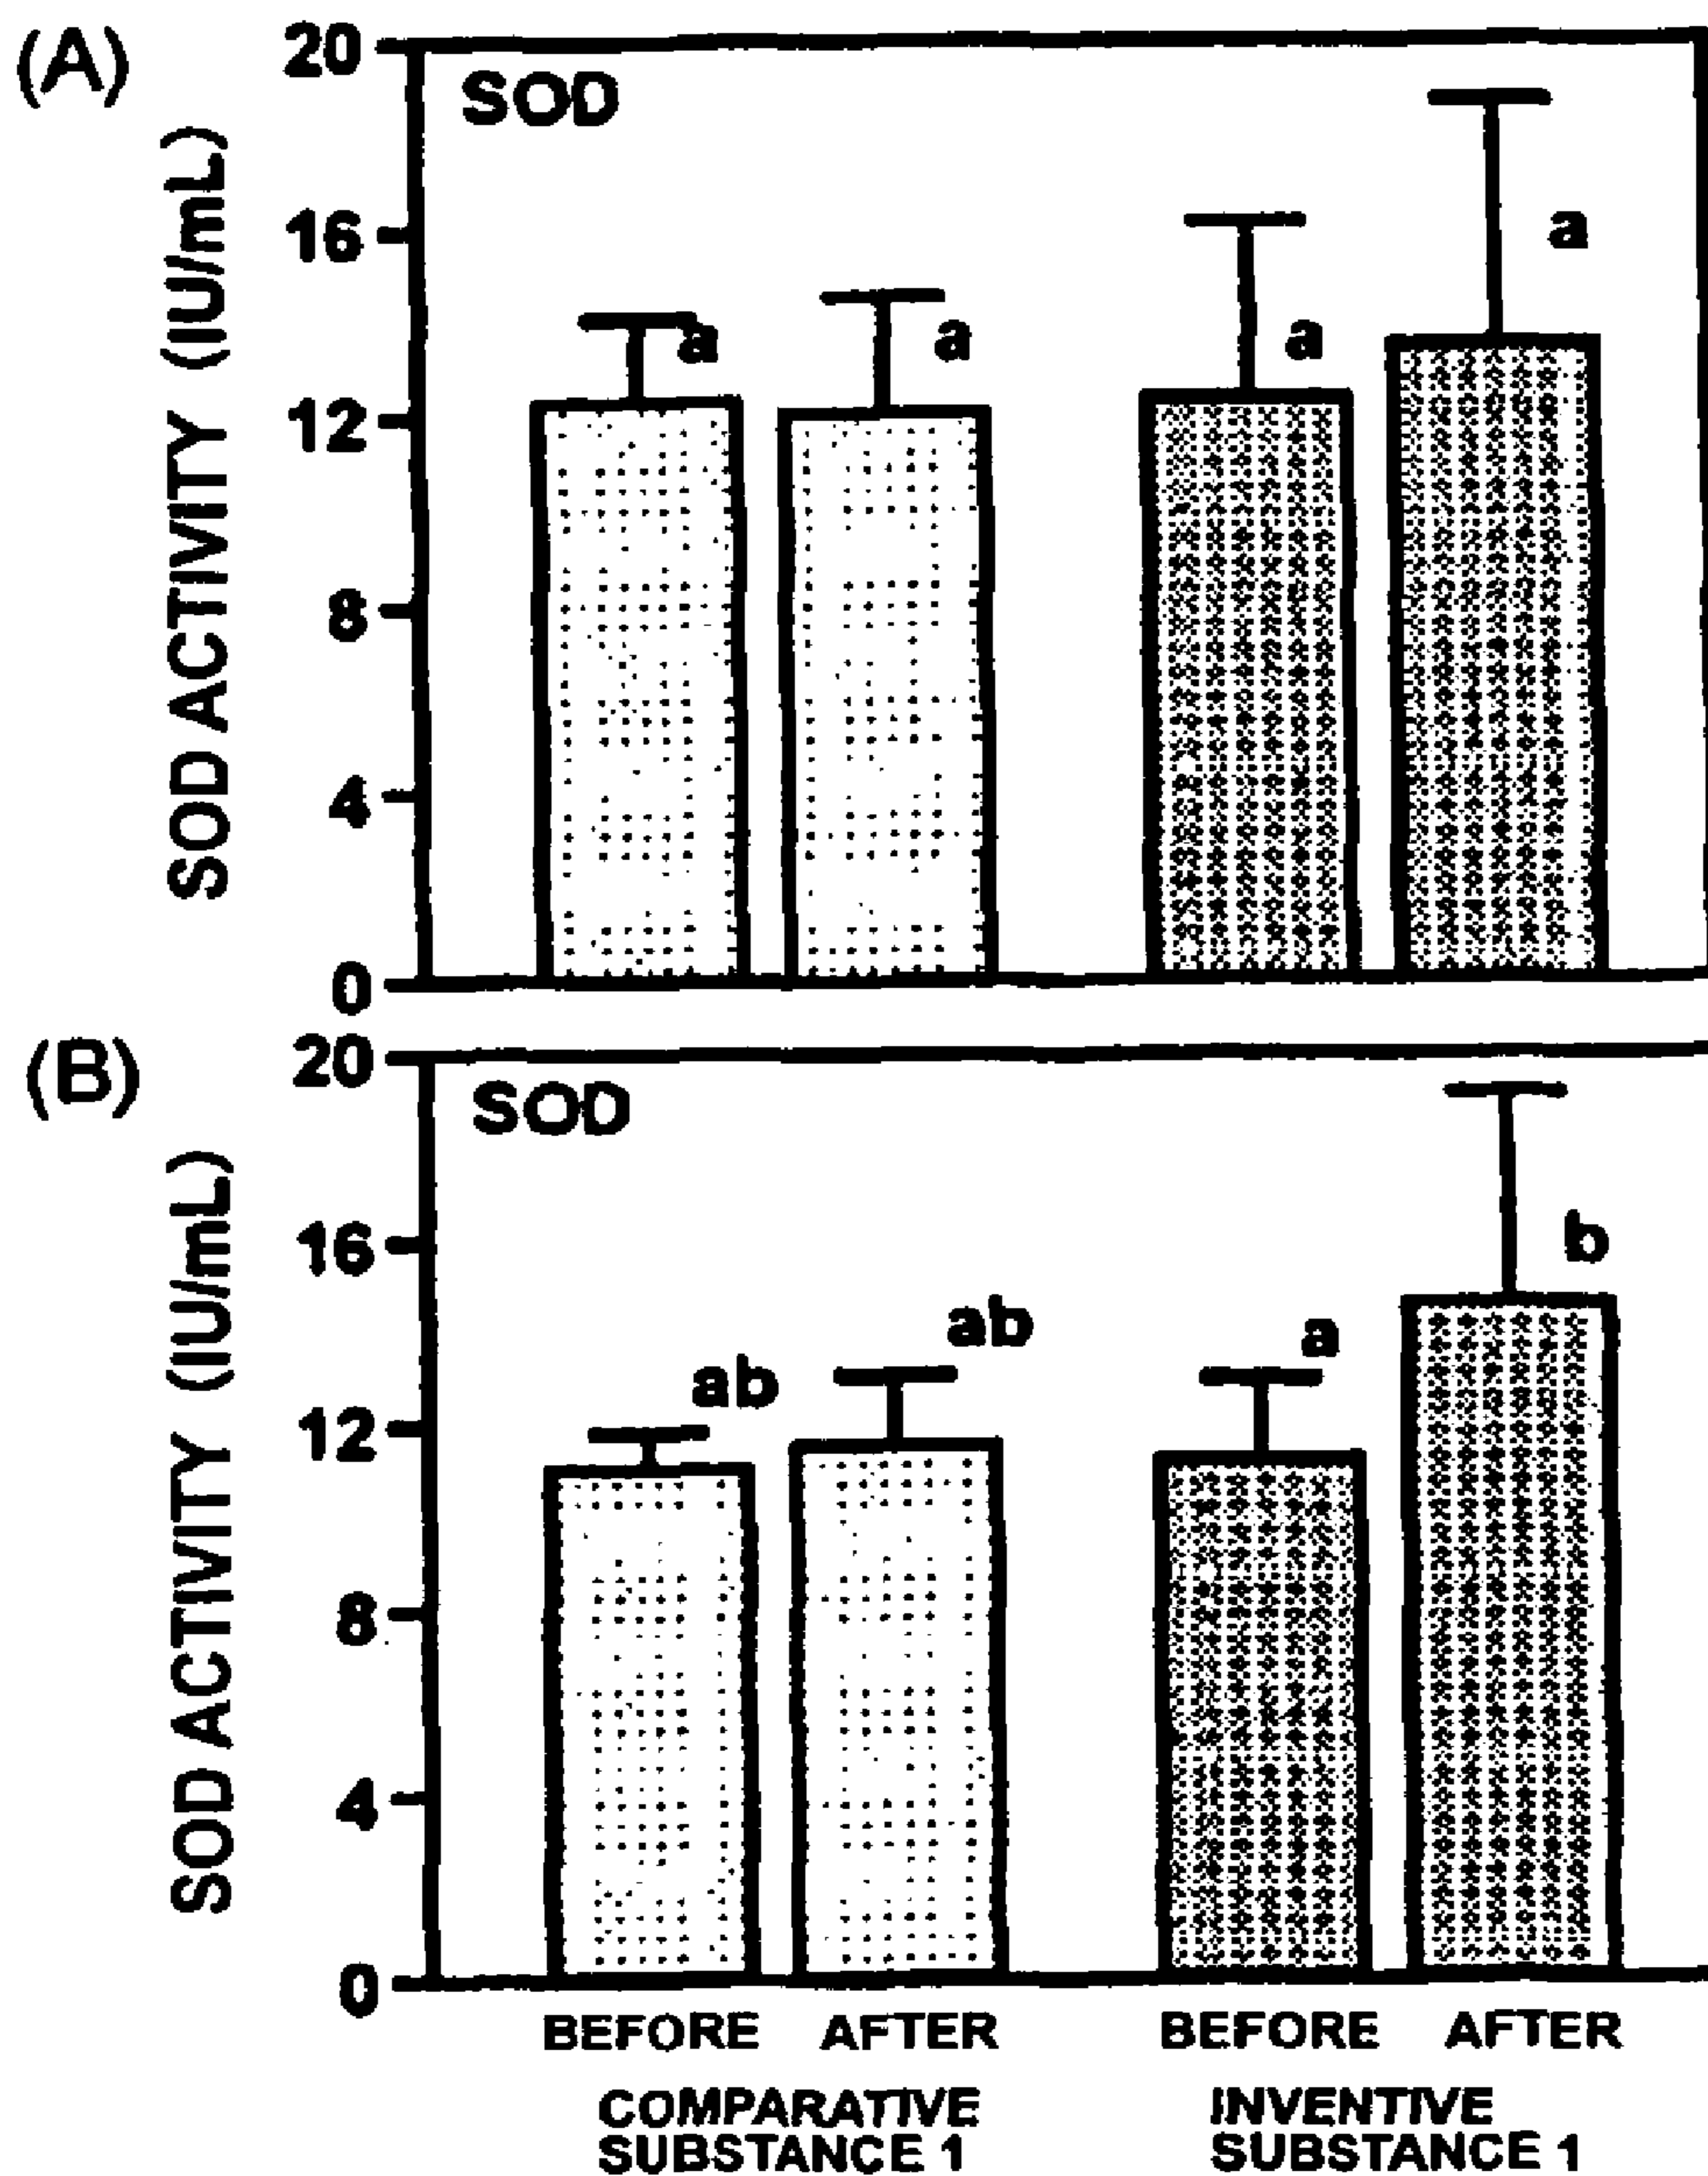 (A)
SOD ACTIVITY (IU/mL)
20
16
12
8
4
0
SOD
a
a
a
a
(B)
SOD ACTIVITY (IU/mL)
20
16
12
8
4
0
SOD
ab
ab
a
b
BEFORE AFTER BEFORE AFTER
COMPARATIVE
SUBSTANCE 1
INVENTIVE
SUBSTANCE 1